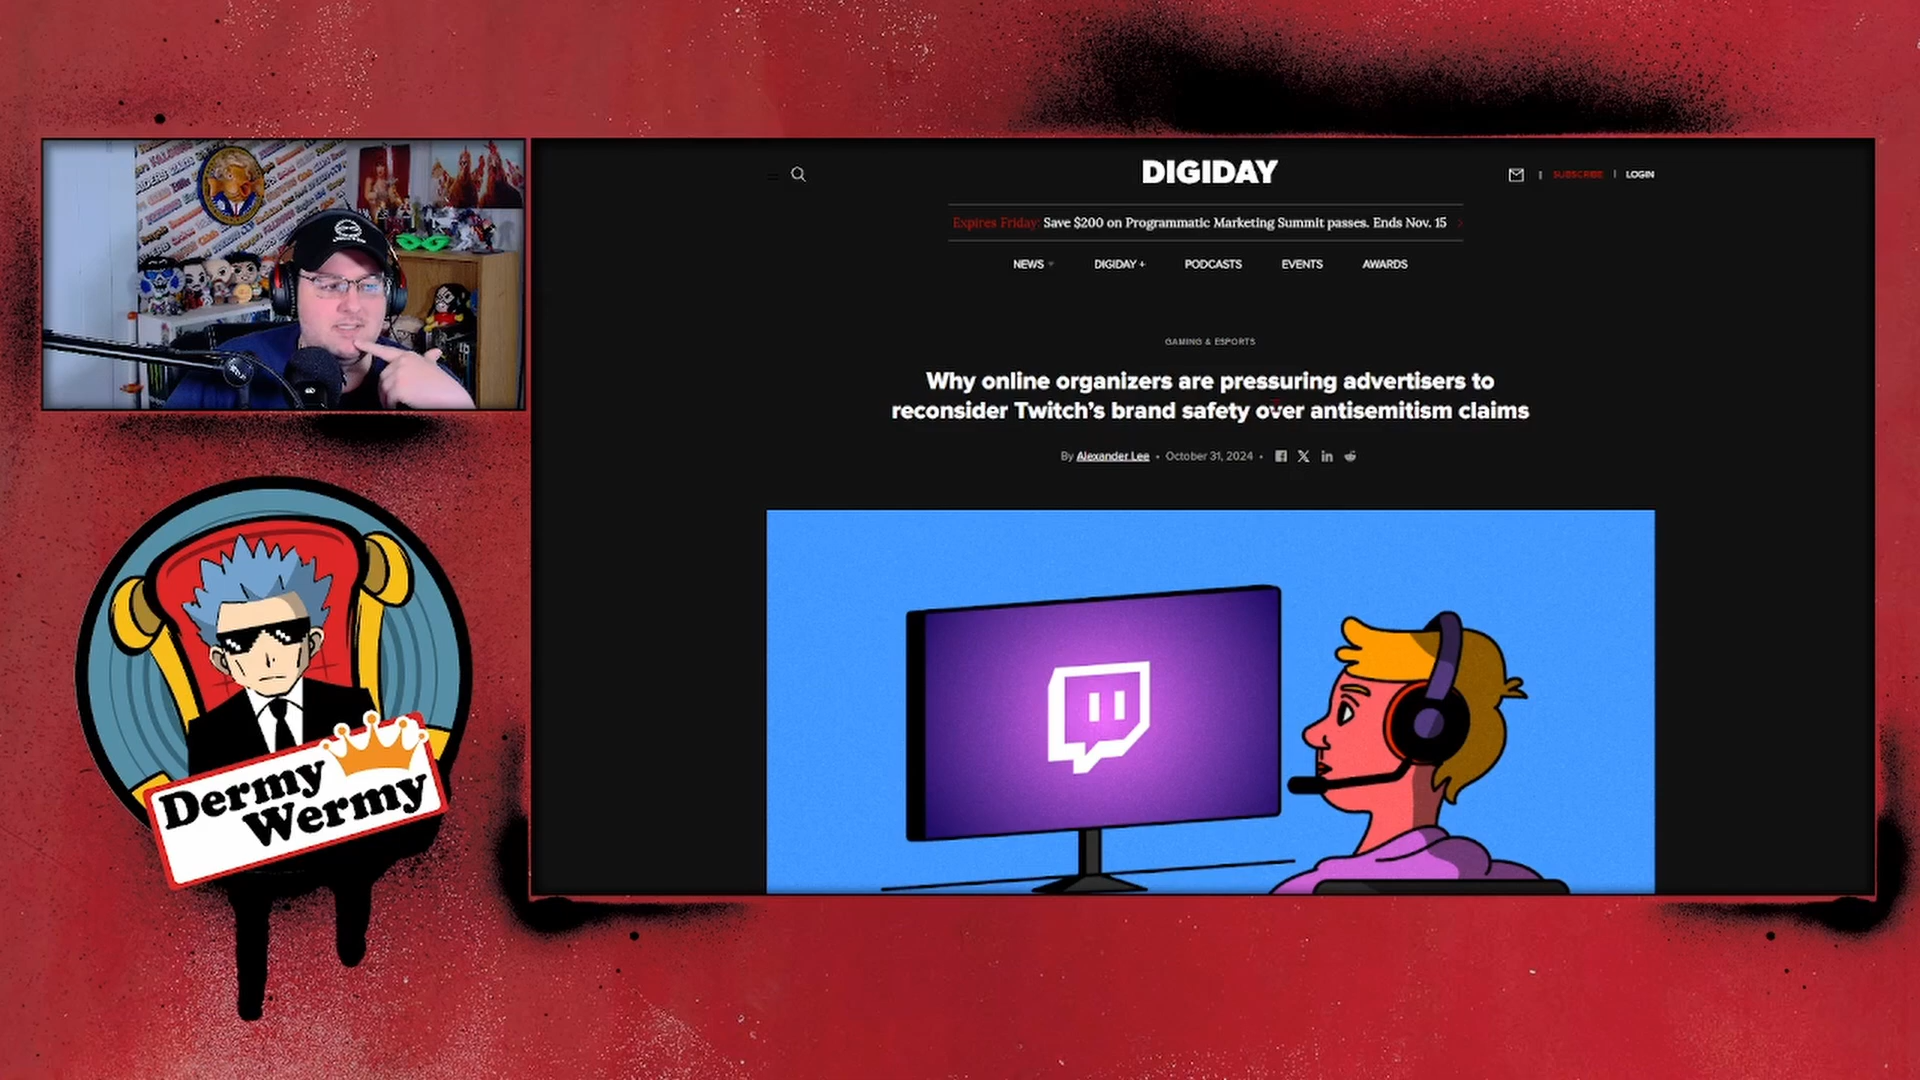 DIGIDAY
SUBSCRIBE
LOGIN
Expires Friday: Save $200 on Programmatic Marketing Summit passes. Ends Nov. 15
NEWS
DIGIDAY +
PODCASTS
EVENTS
AWARDS
GAMING & ESPORTS
Why online organizers are pressuring advertisers to
reconsider Twitch's brand safety over antisemitism claims
By Alexander Lee • October 31, 2024 •
Dermy
Wermy